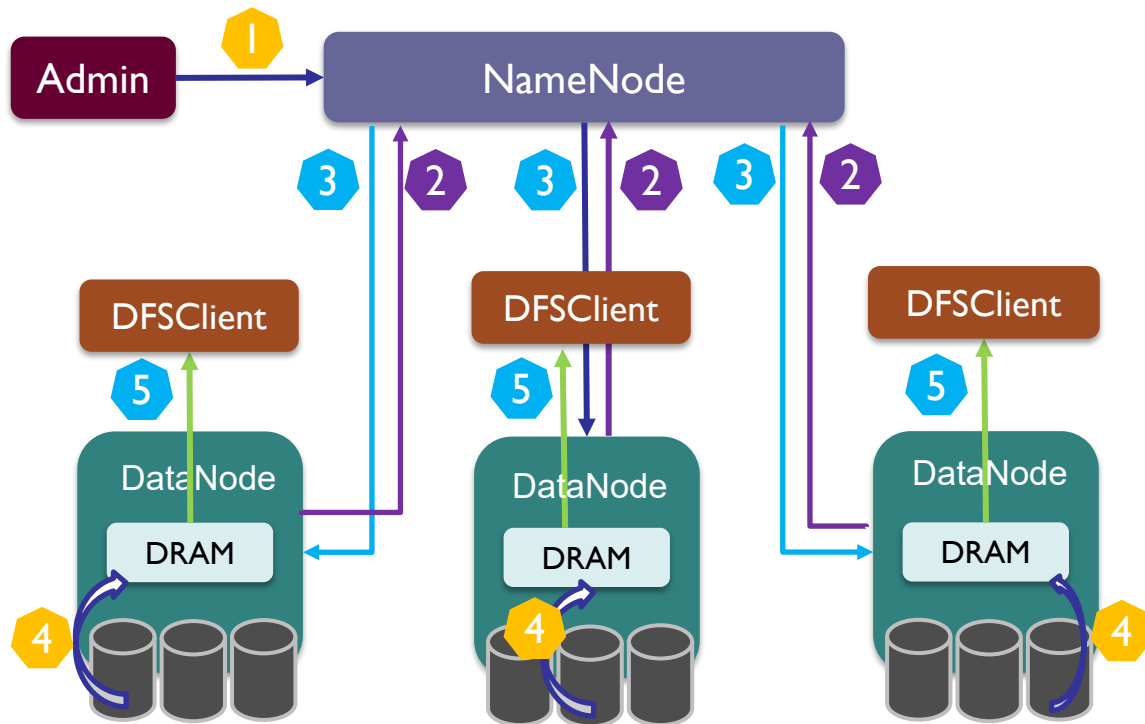 1
Admin
NameNode
3
2
3
2
3
2
DFSClient
DFSClient
DFSClient
5
5
5
DataNode
DataNode
DataNode
DRAM
DRAM
DRAM
4
4
4